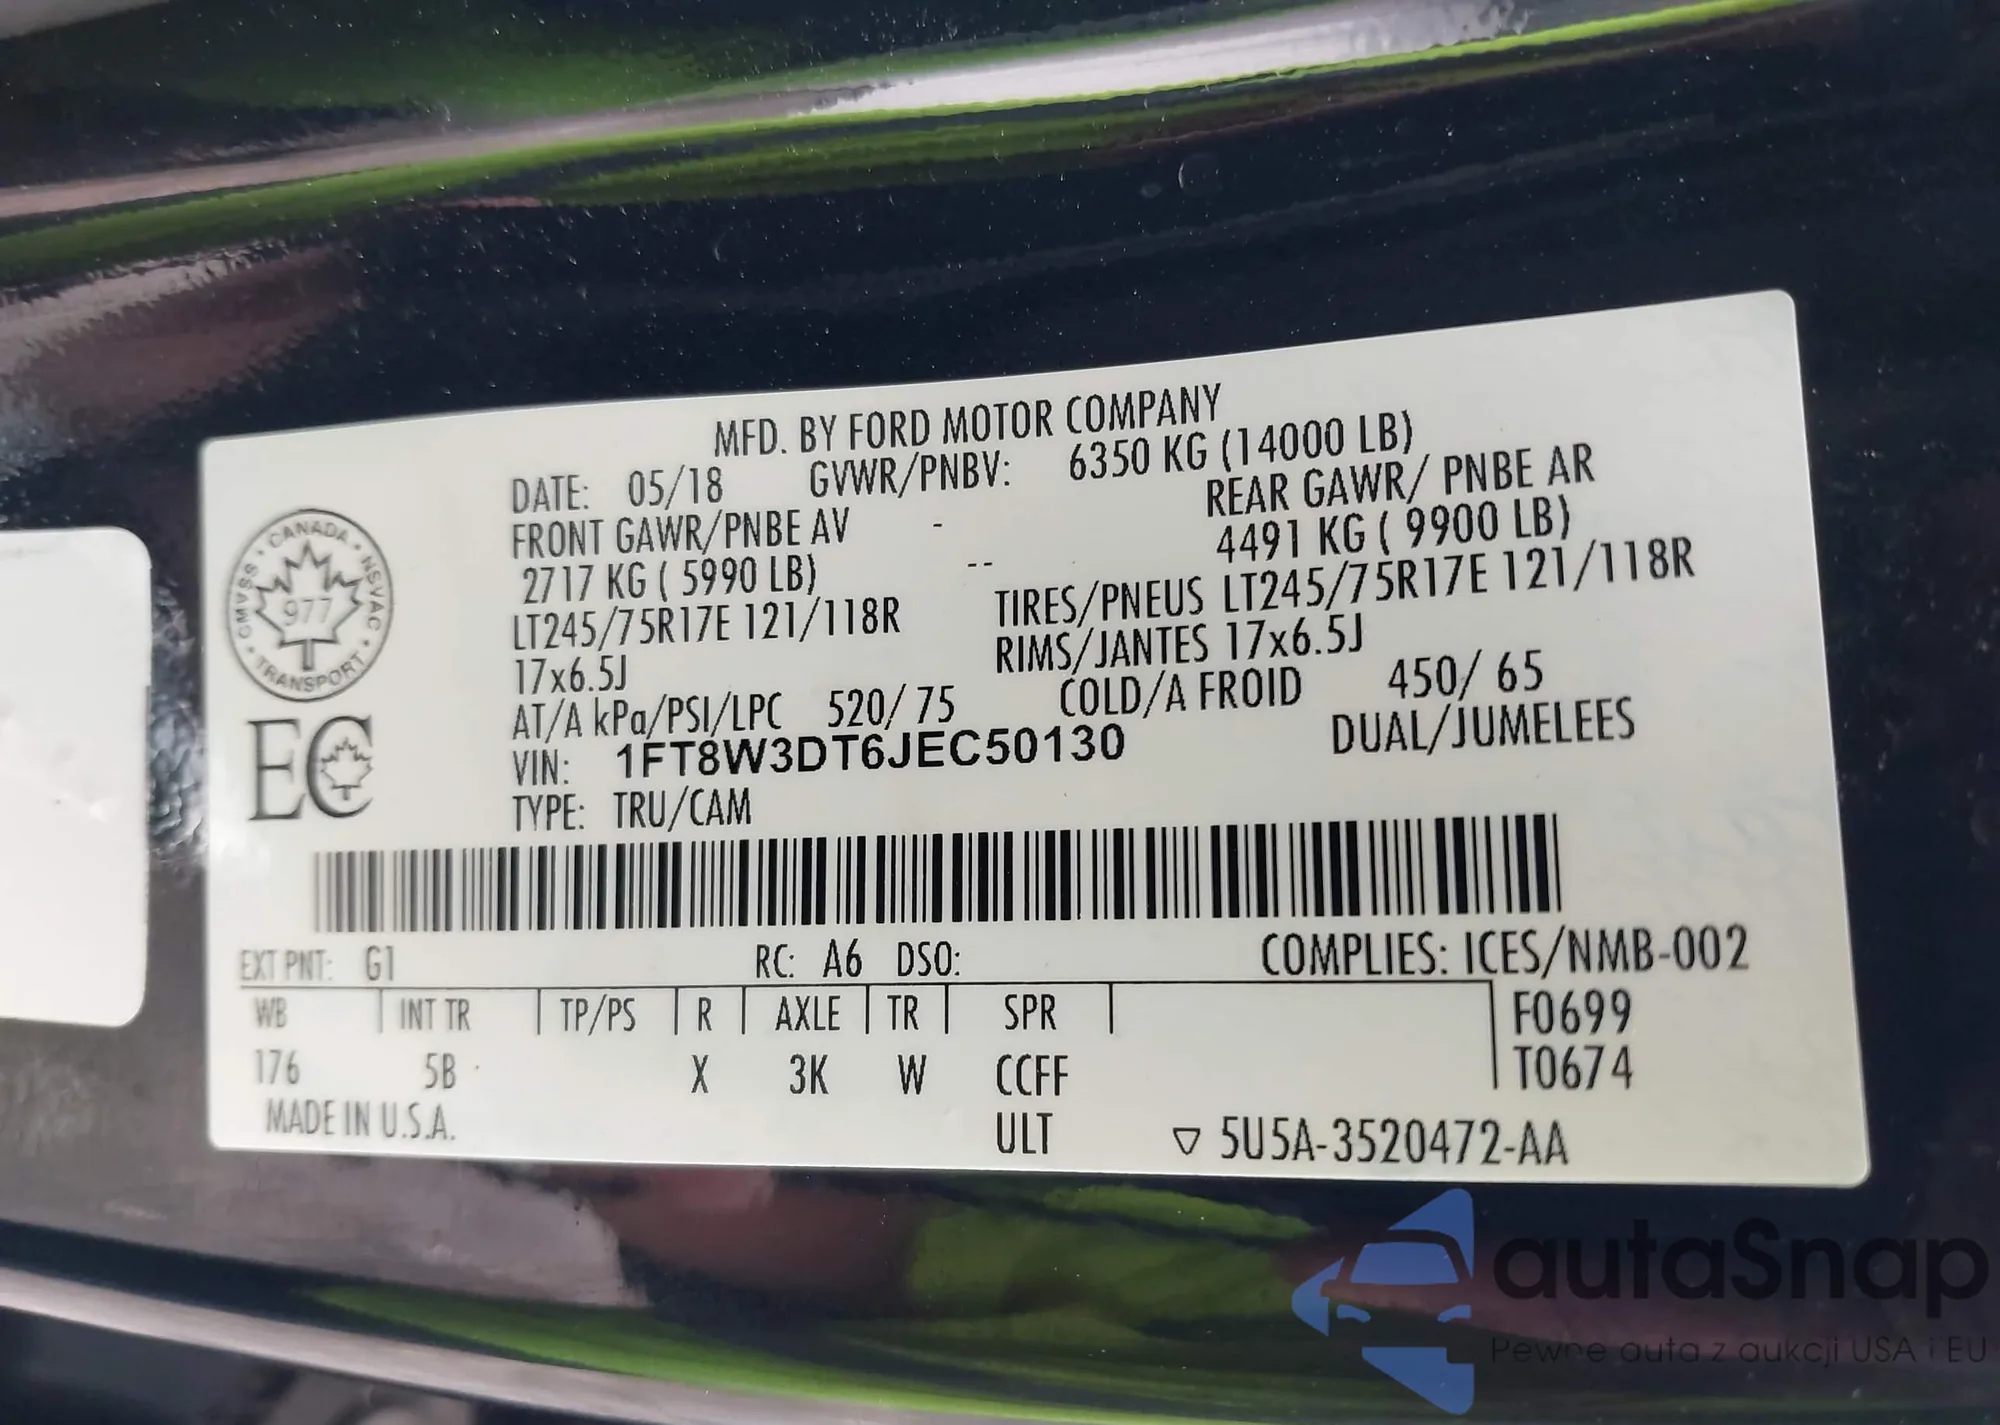 MFD. BY FORD MOTOR COMPANY
DATE: 05/18 GVWR/PNBV: 6350 KG (14000 LB)
FRONT GAWR/PNBE AV - REAR GAWR/ PNBE AR
2717 KG ( 5990 LB) -- 4491 KG ( 9900 LB)
LT245/75R17E 121/118R TIRES/PNEUS LT245/75R17E 121/118R
17x6.5J RIMS/JANTES 17x6.5J
AT/A kPa/PSI/LPC 520/ 75 COLD/A FROID 450/ 65
VIN: 1FT8W3DT6JEC50130 DUAL/JUMELEES
TYPE: TRU/CAM
CANADA · NSVAC · TRANSPORT · CMVSS ·
977
EC
EXT PNT: G1 RC: A6 DSO: COMPLIES: ICES/NMB-002
WB INT TR TP/PS R AXLE TR SPR F0699
176 5B X 3K W CCFF T0674
MADE IN U.S.A. ULT ▽ 5U5A-3520472-AA
autaSnap
Pewne auta z aukcji USA i EU